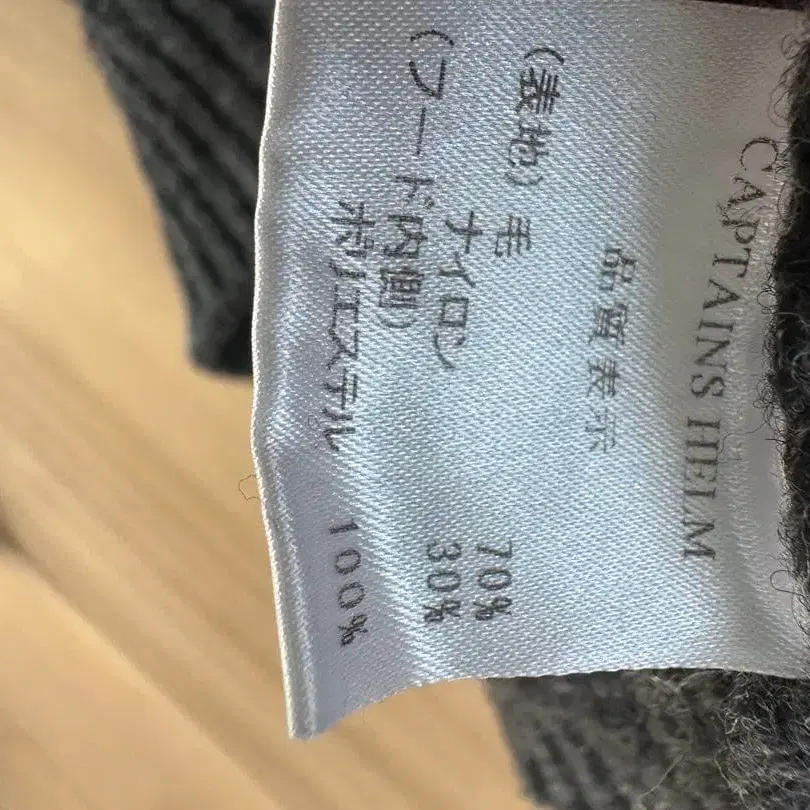 CAPTAINS HELM
品質表示
(表地) 毛 70%
ナイロン 30%
(フード内側)
ポリエステル 100%